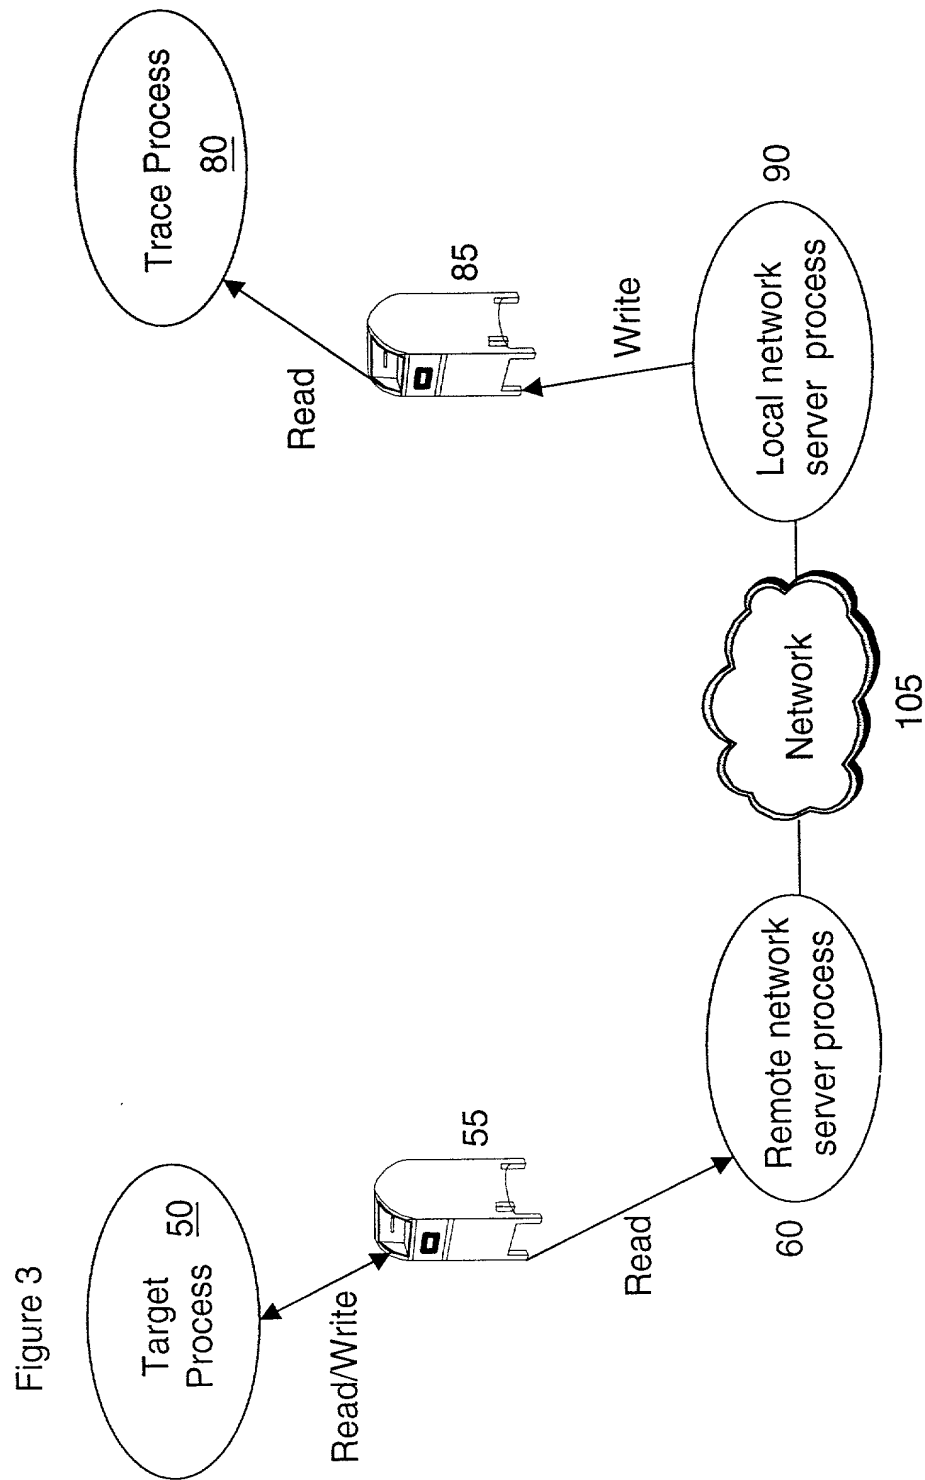 Figure 3
Target
Process 50
Read/Write
55
Read
60
Remote network
server process
Network
105
Trace Process
80
Read
85
Write
Local network
server process
90